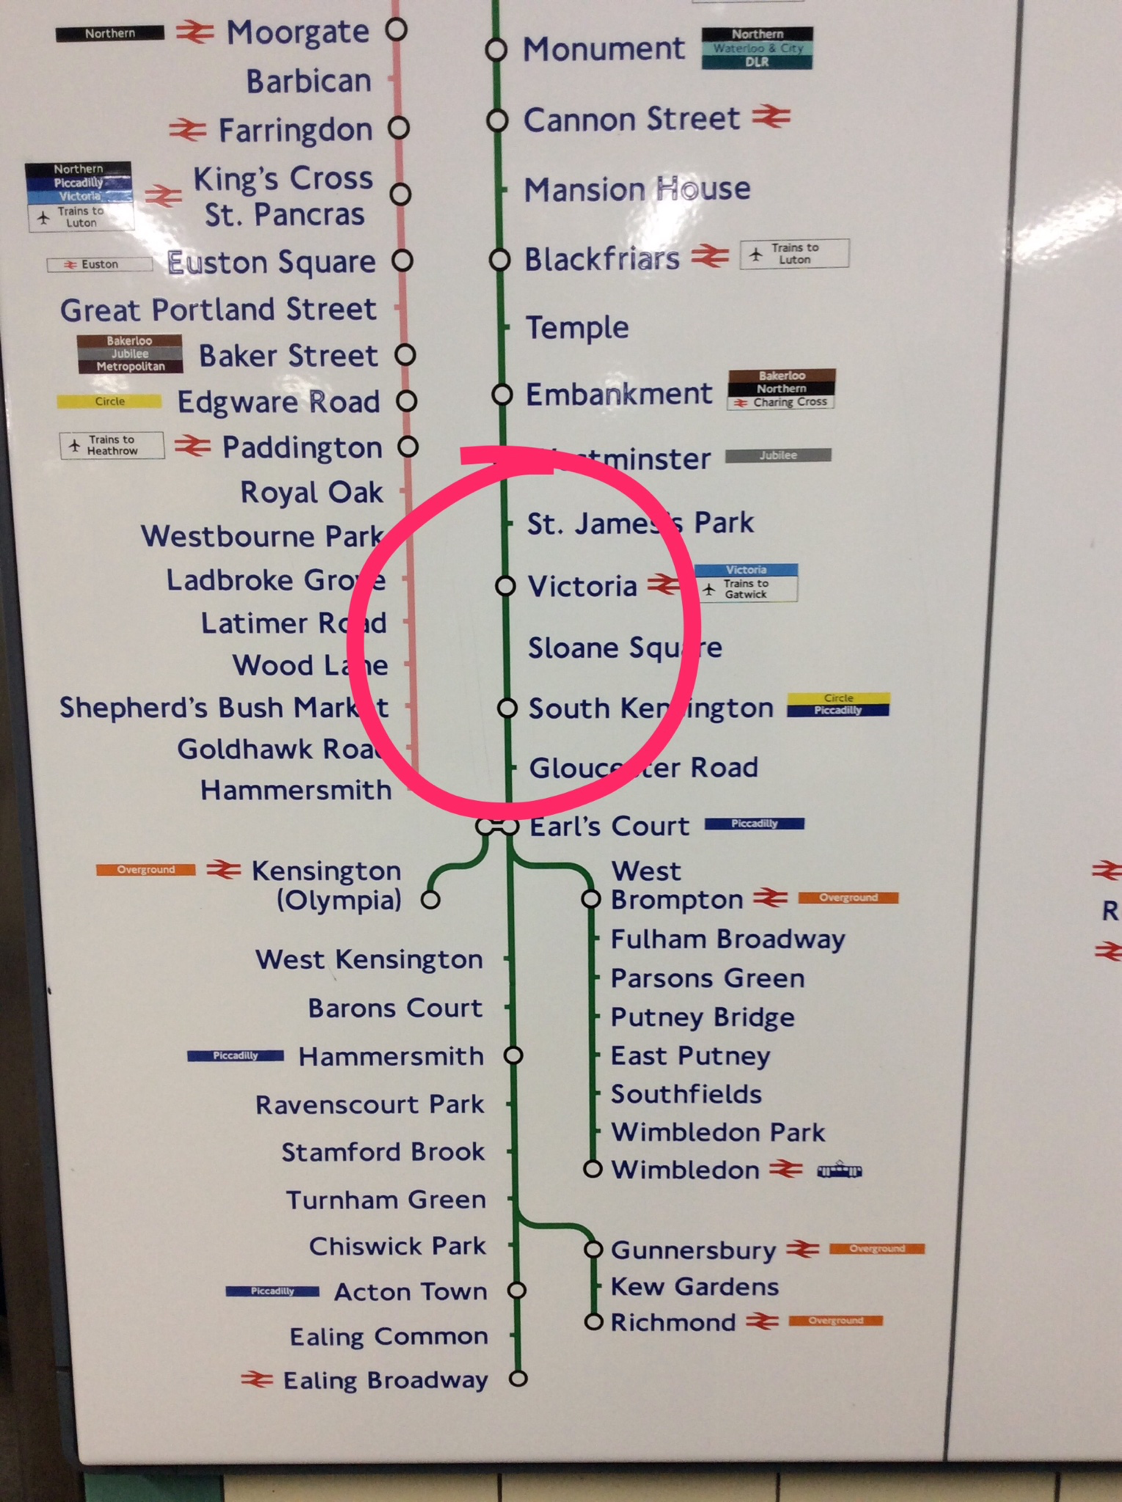 Northern
Moorgate
Barbican
Farringdon
Northern
Piccadilly
Victoria
Trains to
Luton
King's Cross
St. Pancras
Euston
Euston Square
Great Portland Street
Bakerloo
Jubilee
Metropolitan
Baker Street
Circle
Edgware Road
Trains to
Heathrow
Paddington
Royal Oak
Westbourne Park
Ladbroke Grove
Latimer Road
Wood Lane
Shepherd's Bush Market
Goldhawk Road
Hammersmith
Monument
Northern
Waterloo & City
DLR
Cannon Street
Mansion House
Blackfriars
Trains to
Luton
Temple
Embankment
Bakerloo
Northern
Charing Cross
Westminster
Jubilee
St. James's Park
Victoria
Victoria
Trains to
Gatwick
Sloane Square
South Kensington
Circle
Piccadilly
Gloucester Road
Earl's Court
Piccadilly
Overground
Kensington
(Olympia)
West Kensington
Barons Court
Piccadilly
Hammersmith
Ravenscourt Park
Stamford Brook
Turnham Green
Chiswick Park
Piccadilly
Acton Town
Ealing Common
Ealing Broadway
West
Brompton
Overground
Fulham Broadway
Parsons Green
Putney Bridge
East Putney
Southfields
Wimbledon Park
Wimbledon
Gunnersbury
Overground
Kew Gardens
Richmond
Overground
R